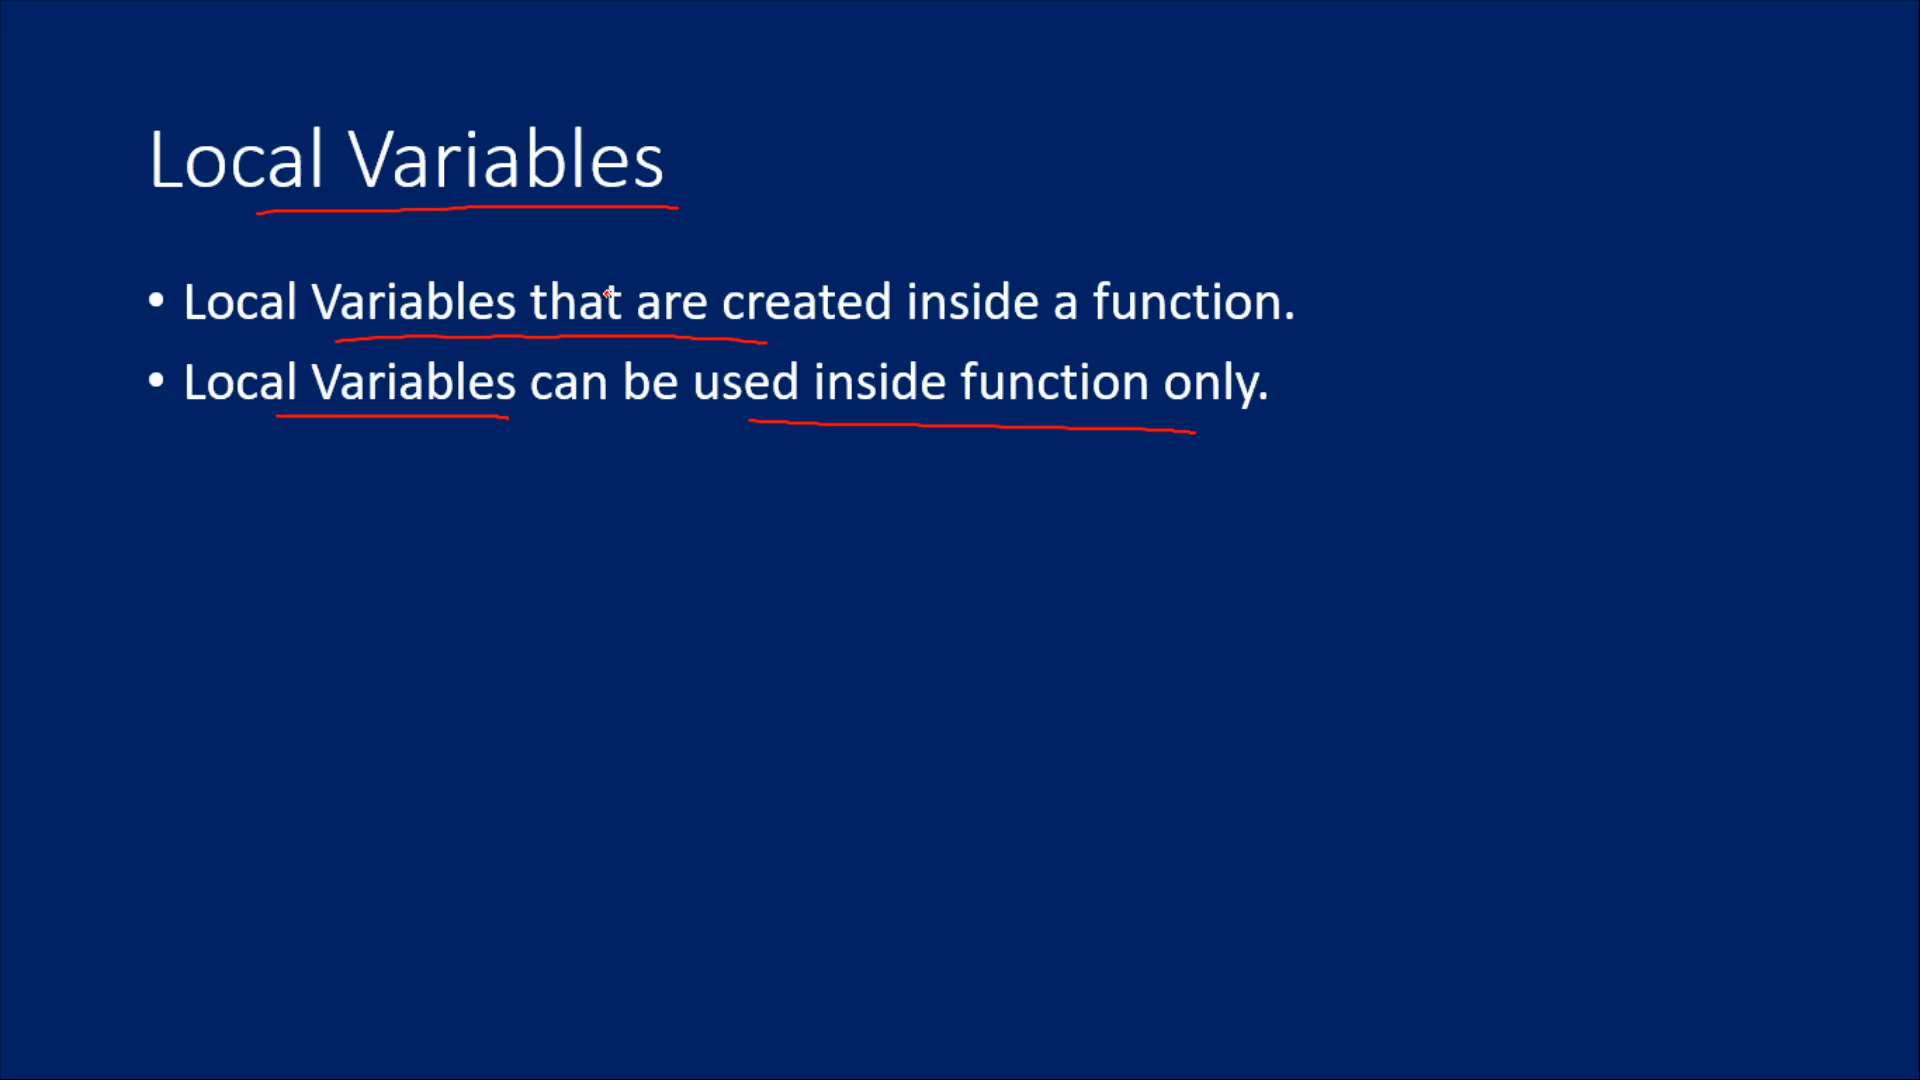 Local Variables
• Local Variables that are created inside a function.
• Local Variables can be used inside function only.